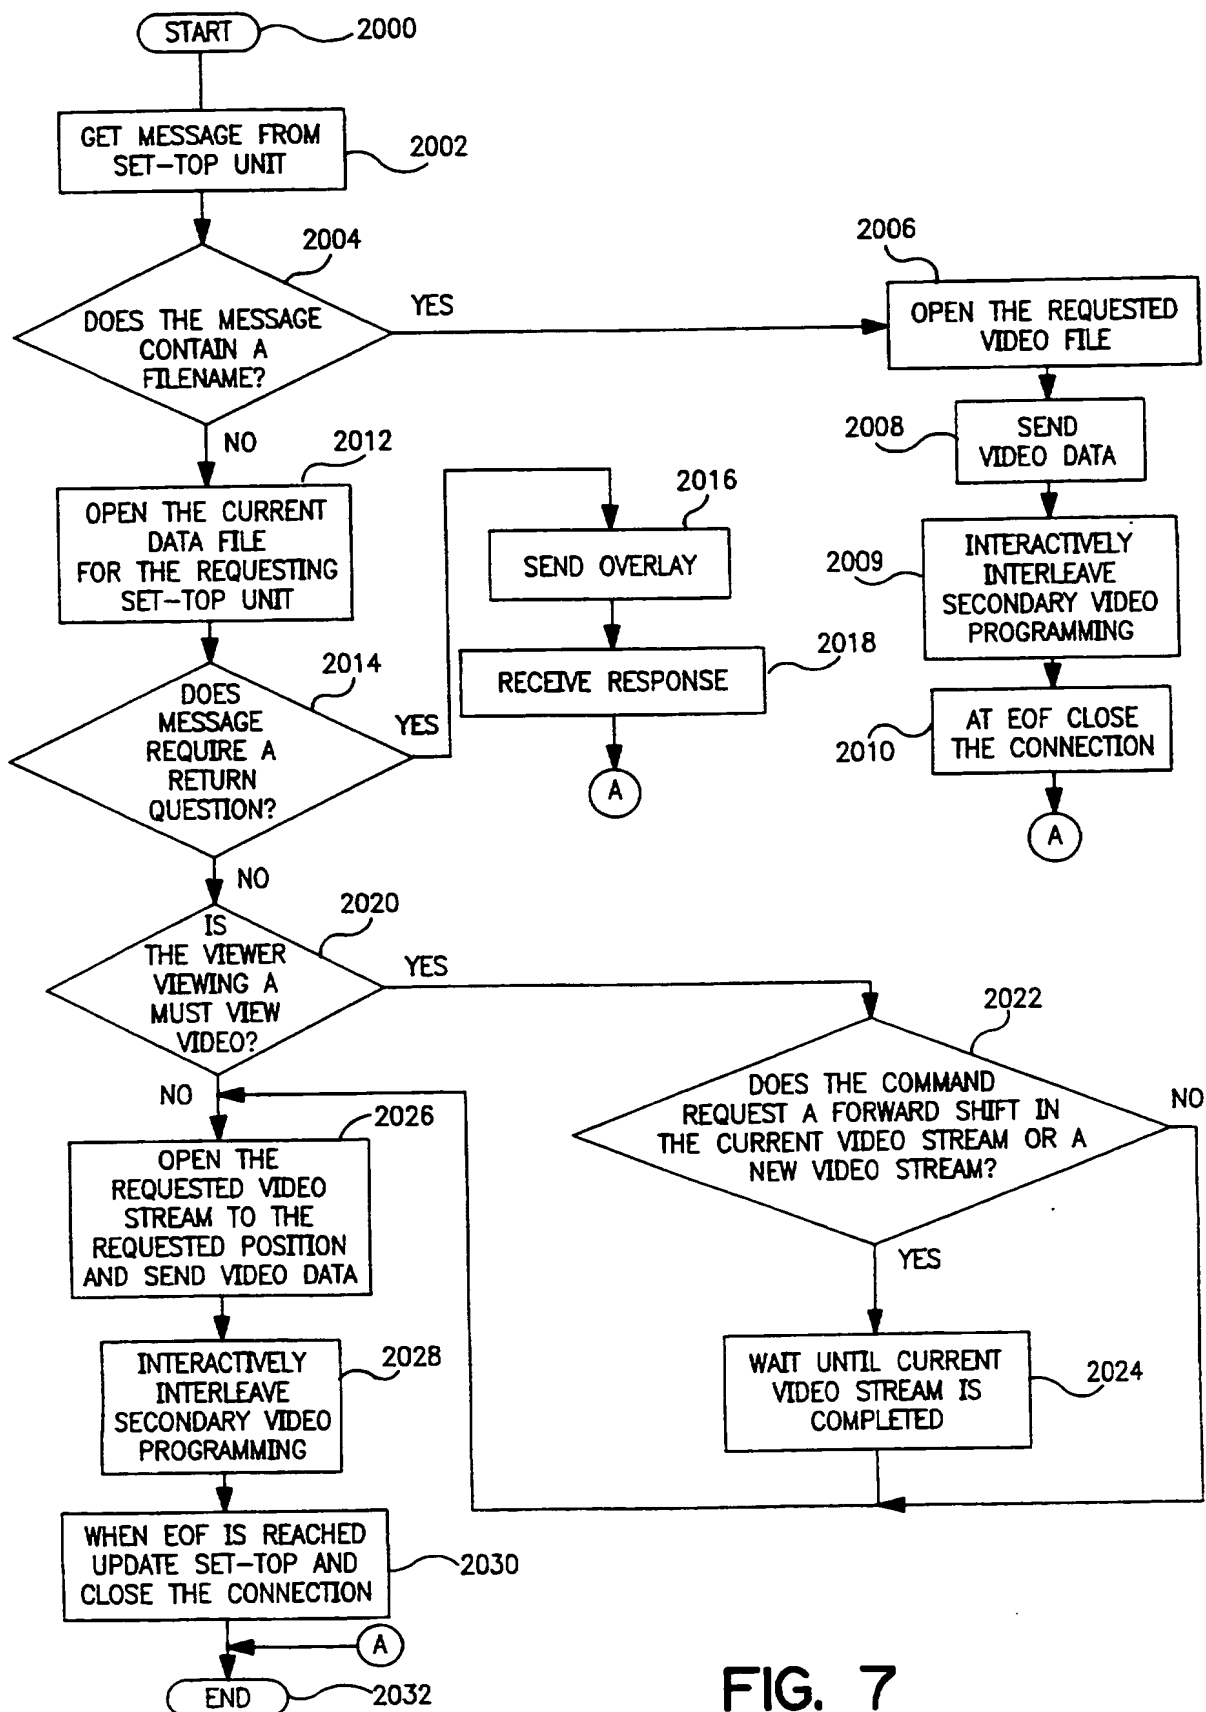 START
2000
GET MESSAGE FROM
SET-TOP UNIT
2002
2004
DOES THE MESSAGE
CONTAIN A
FILENAME?
YES
NO
2006
OPEN THE REQUESTED
VIDEO FILE
2008
SEND
VIDEO DATA
2009
INTERACTIVELY
INTERLEAVE
SECONDARY VIDEO
PROGRAMMING
2010
AT EOF CLOSE
THE CONNECTION
A
2012
OPEN THE CURRENT
DATA FILE
FOR THE REQUESTING
SET-TOP UNIT
2014
DOES
MESSAGE
REQUIRE A
RETURN
QUESTION?
YES
NO
2016
SEND OVERLAY
2018
RECEIVE RESPONSE
A
2020
IS
THE VIEWER
VIEWING A
MUST VIEW
VIDEO?
YES
NO
2022
DOES THE COMMAND
REQUEST A FORWARD SHIFT IN
THE CURRENT VIDEO STREAM OR A
NEW VIDEO STREAM?
NO
YES
2024
WAIT UNTIL CURRENT
VIDEO STREAM IS
COMPLETED
2026
OPEN THE
REQUESTED VIDEO
STREAM TO THE
REQUESTED POSITION
AND SEND VIDEO DATA
2028
INTERACTIVELY
INTERLEAVE
SECONDARY VIDEO
PROGRAMMING
2030
WHEN EOF IS REACHED
UPDATE SET-TOP AND
CLOSE THE CONNECTION
A
END
2032
FIG. 7